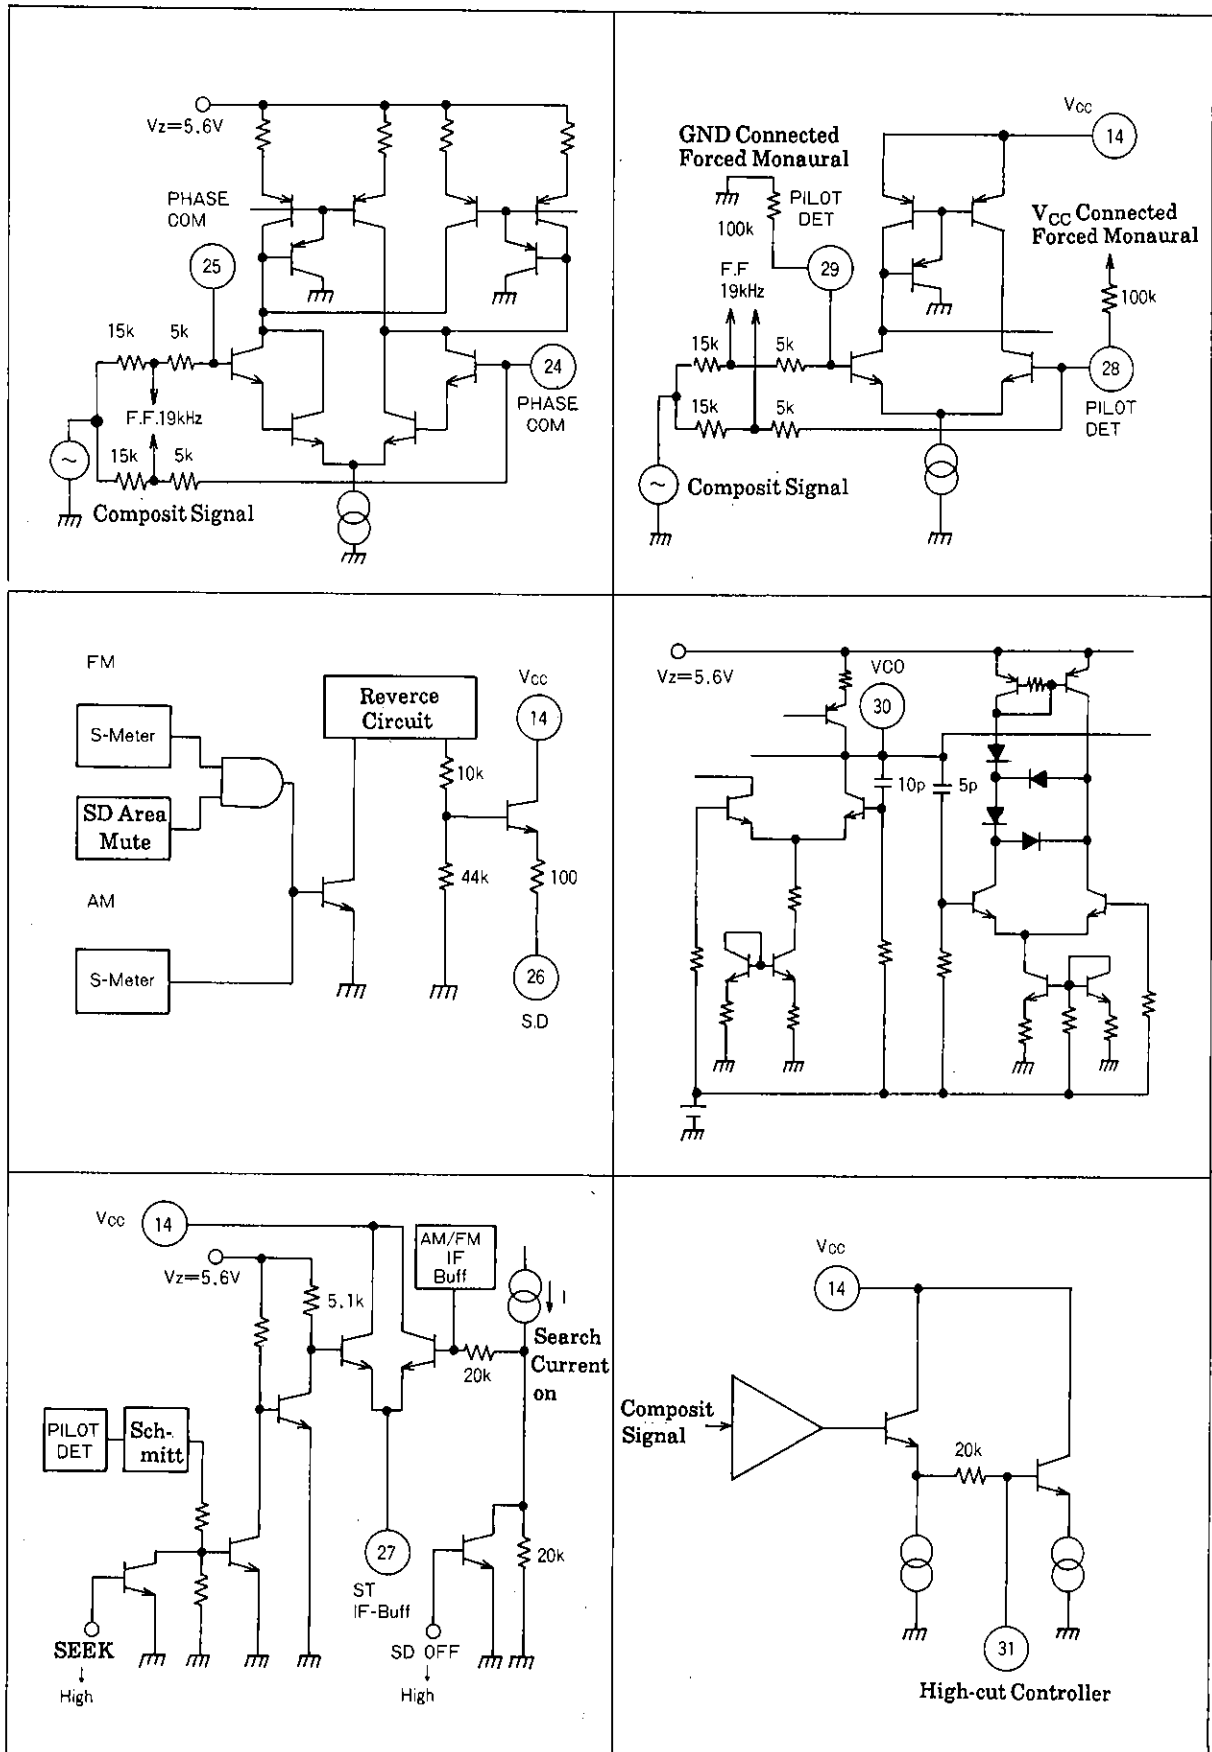 Vz=5.6V
PHASE
COM
25
15k
5k
F.F.19kHz
15k
5k
24
PHASE
COM
~
Composit Signal
Vcc
14
GND Connected
Forced Monaural
PILOT
DET
100k
VCC Connected
Forced Monaural
29
F.F
19kHz
100k
15k
5k
28
15k
5k
PILOT
DET
~
Composit Signal
FM
S-Meter
SD Area
Mute
AM
S-Meter
Reverce
Circuit
Vcc
14
10k
44k
100
26
S.D
Vz=5.6V
VCO
30
10p
5p
Vcc
14
Vz=5.6V
5.1k
AM/FM
IF
Buff
I
Search
Current
on
20k
PILOT
DET
Sch-
mitt
27
20k
ST
IF-Buff
SEEK
High
SD OFF
High
Vcc
14
Composit
Signal
20k
31
High-cut Controller